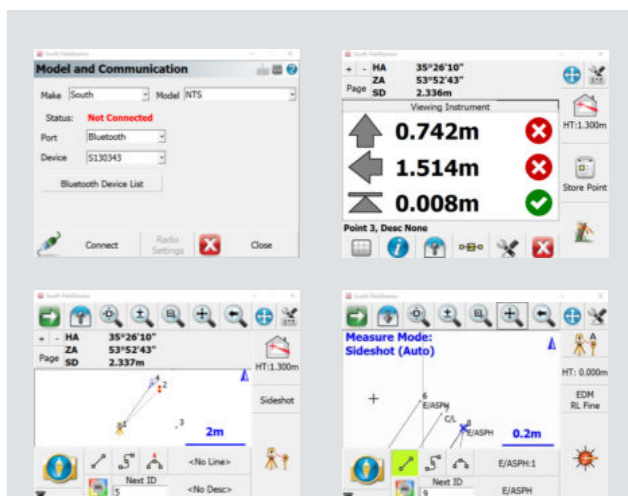 South FieldGenius
Model and Communication
Make South Model NTS
Status: Not Connected
Port Bluetooth
Device S130343
Bluetooth Device List
Connect Radio Settings Close
+ - HA 35°26'10"
ZA 53°52'43"
Page SD 2.336m
Viewing Instrument
0.742m
HT:1.300m
1.514m
Store Point
0.008m
Point 3, Desc None
+ - HA 35°26'10"
ZA 53°52'43"
Page SD 2.337m
HT:1.300m
4
2
Sideshot
3
2m
<No Line>
Next ID
5
<No Desc>
Measure Mode:
Sideshot (Auto)
A
HT: 0.000m
6
E/ASPH
EDM
RL Fine
C/L
8
E/ASPH
0.2m
E/ASPH:1
Next ID
9
E/ASPH